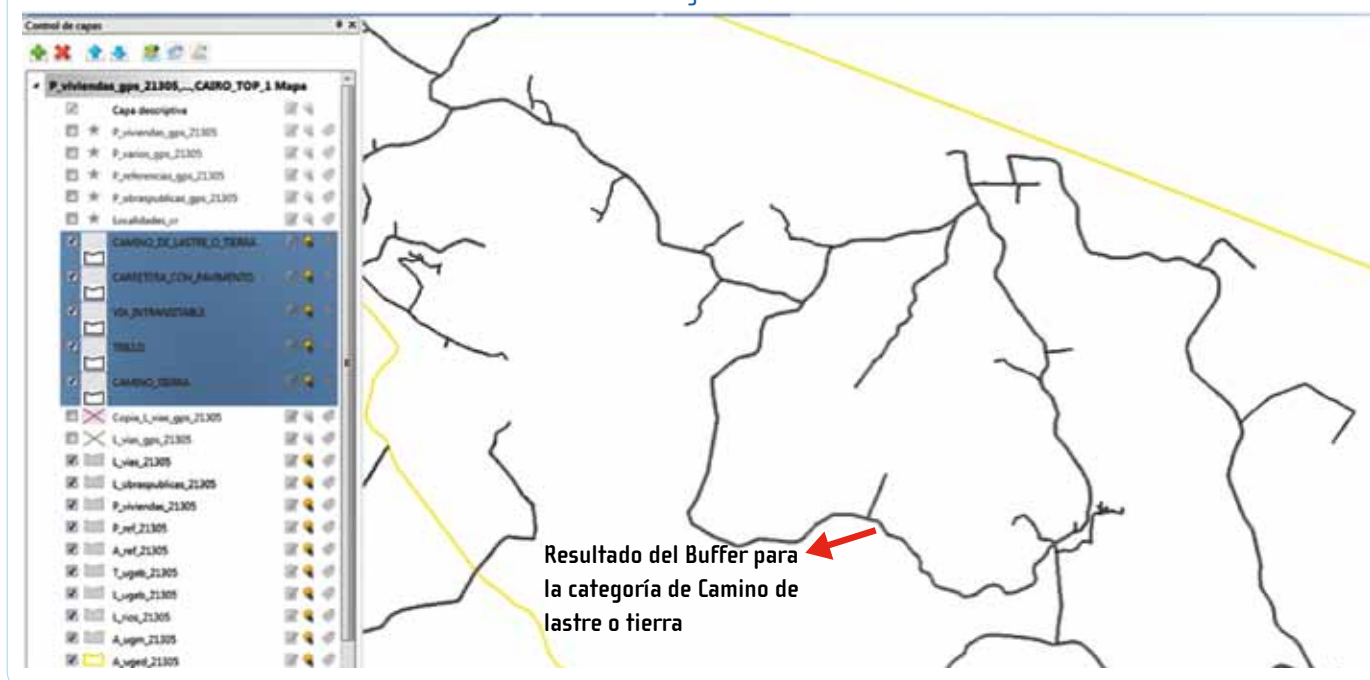 Control de capas
P_viviendas_gps_21305,...,CAIRO_TOP_1 Mapa
Capa descriptiva
P_viviendas_gps_21305
P_varios_gps_21305
P_referencias_gps_21305
P_obraspublicas_gps_21305
Localidades_cr
CAMINO_DE_LASTRE_O_TIERRA
CARRETERA_CON_PAVIMENTO
VIA_INTRANSITABLE
TRILLO
CAMINO_TIERRA
Copia_L_vias_gps_21305
L_vias_gps_21305
L_vias_21305
L_obraspublicas_21305
P_viviendas_21305
P_ref_21305
A_ref_21305
T_ugeb_21305
L_ugeb_21305
L_rios_21305
A_ugm_21305
A_uged_21305
Resultado del Buffer para
la categoría de Camino de
lastre o tierra